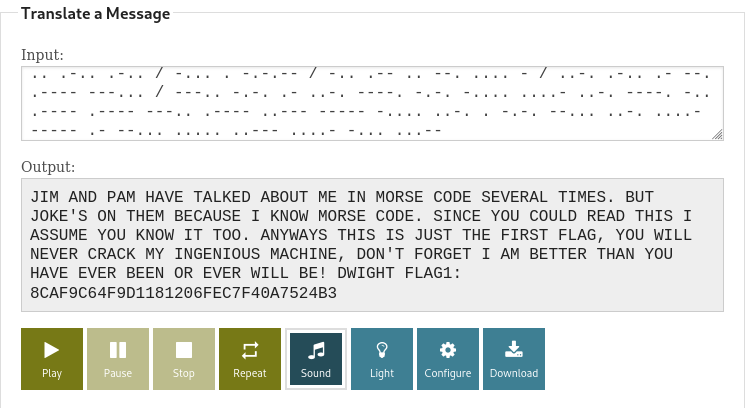 Translate a Message
Input:
.. .-.. .-.. / -... . -.-.-- / -.. .-- .. --. .... - / ..-. .-.. .- --.
.---- ---... / ---.. -.-. .- ..-. ----. -.-. -.... ....- ..-. ----. -..
.---- .---- ---.. .---- ..--- ----- -.... ..-. . -.-. --... ..-. ....-
----- .- --... ..... ..--- ....- -... ...--
Output:
JIM AND PAM HAVE TALKED ABOUT ME IN MORSE CODE SEVERAL TIMES. BUT
JOKE'S ON THEM BECAUSE I KNOW MORSE CODE. SINCE YOU COULD READ THIS I
ASSUME YOU KNOW IT TOO. ANYWAYS THIS IS JUST THE FIRST FLAG, YOU WILL
NEVER CRACK MY INGENIOUS MACHINE, DON'T FORGET I AM BETTER THAN YOU
HAVE EVER BEEN OR EVER WILL BE! DWIGHT FLAG1:
8CAF9C64F9D1181206FEC7F40A7524B3
Play Pause Stop Repeat Sound Light Configure Download